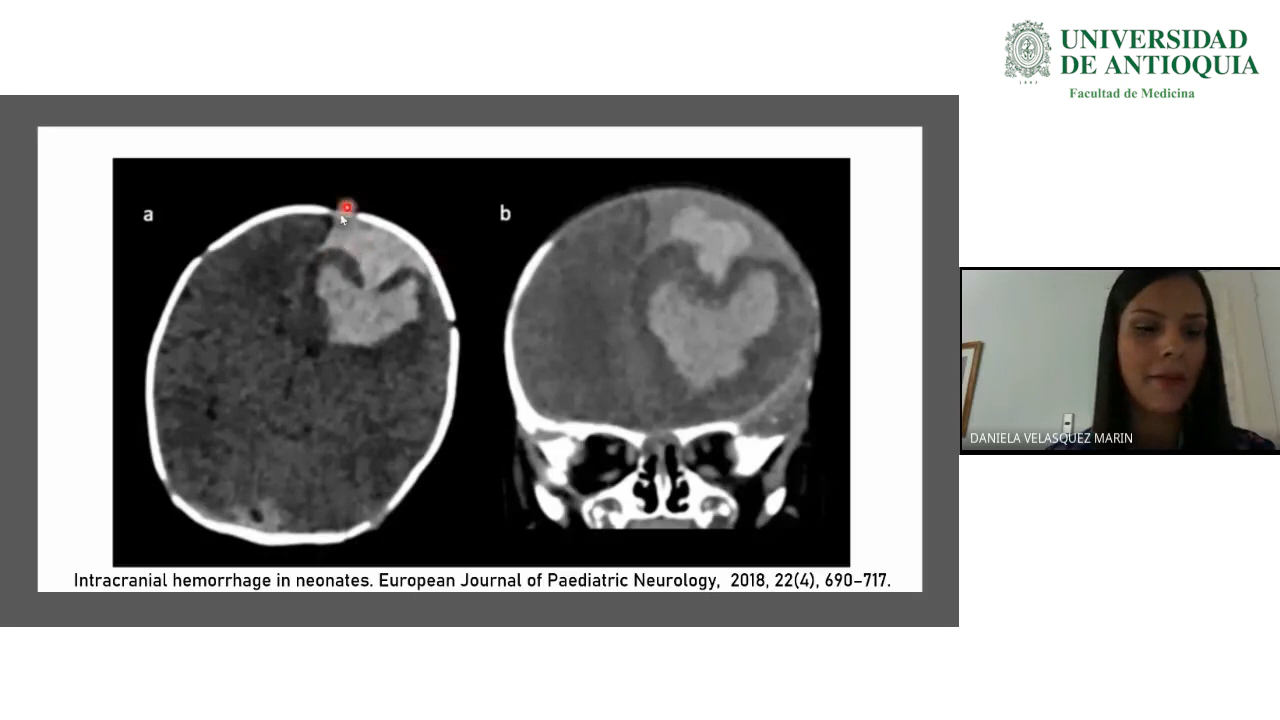 UNIVERSIDAD
DE ANTIOQUIA
Facultad de Medicina
a
b
DANIELA VELASQUEZ MARIN
Intracranial hemorrhage in neonates. European Journal of Paediatric Neurology, 2018, 22(4), 690–717.